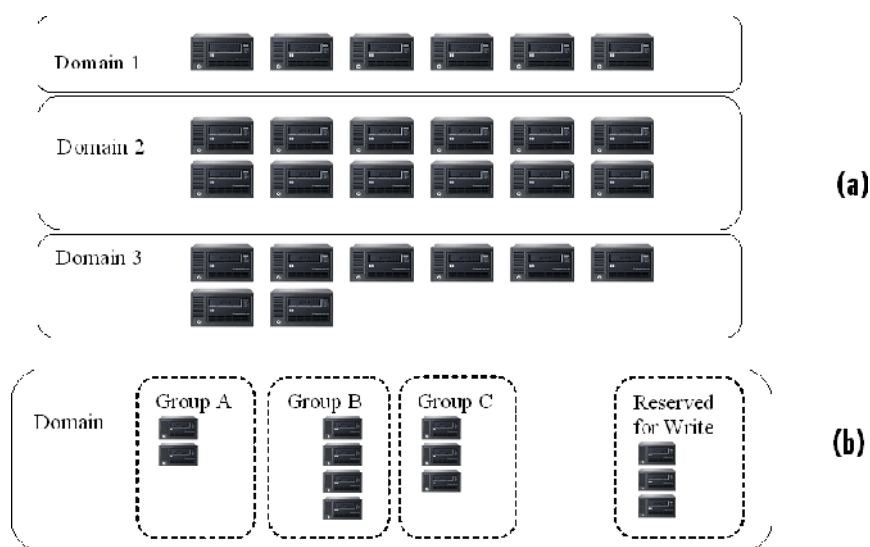 Domain 1
Domain 2
(a)
Domain 3
Group A
Group B
Group C
Reserved
for Write
Domain
(b)